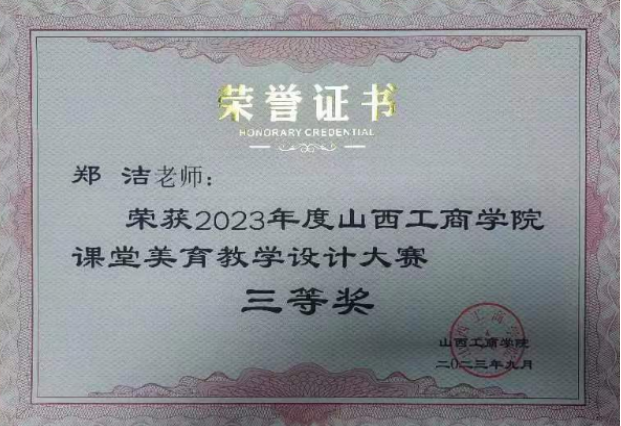 荣誉证书
HONORARY CREDENTIAL
郑 洁老师:
荣获2023年度山西工商学院
课堂美育教学设计大赛
三等奖
山西工商学院
二〇二三年九月